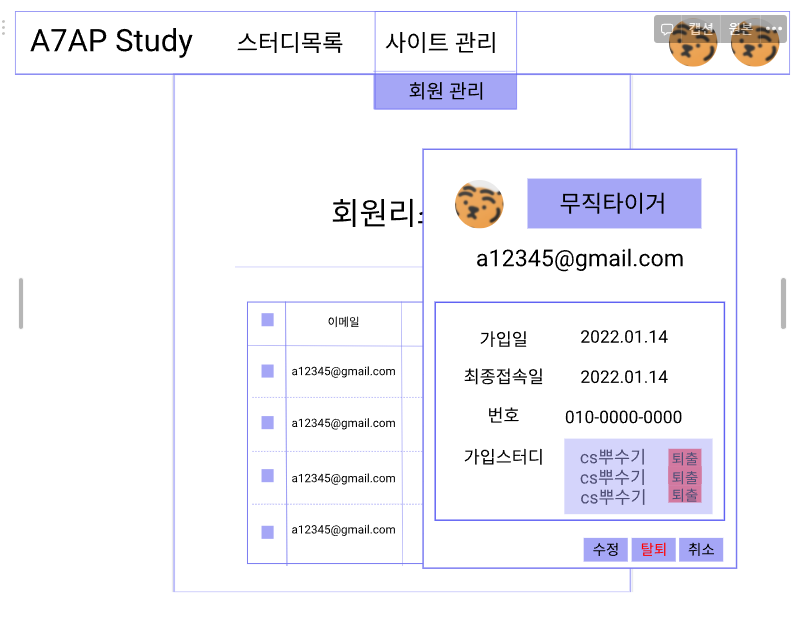 A7AP Study
스터디목록
사이트 관리
캡션
원본
회원 관리
무직타이거
a12345@gmail.com
가입일 2022.01.14
최종접속일 2022.01.14
번호 010-0000-0000
가입스터디
cs뿌수기 퇴출
cs뿌수기 퇴출
cs뿌수기 퇴출
수정 탈퇴 취소
회원리
이메일
a12345@gmail.com
a12345@gmail.com
a12345@gmail.com
a12345@gmail.com